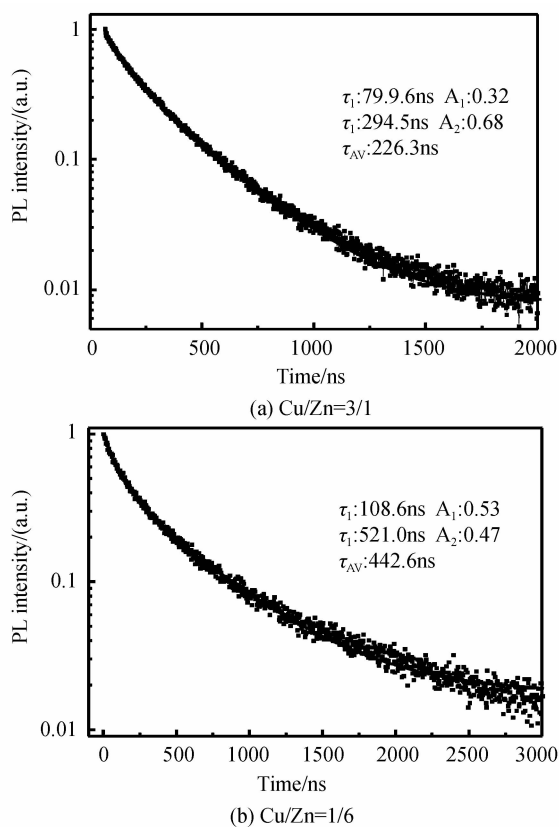 1
0.1
0.01
PL intensity/(a.u.)
τ₁:79.9.6ns A₁:0.32
τ₁:294.5ns A₂:0.68
τAV:226.3ns
0 500 1000 1500 2000
Time/ns
(a) Cu/Zn=3/1
1
0.1
0.01
PL intensity/(a.u.)
τ₁:108.6ns A₁:0.53
τ₁:521.0ns A₂:0.47
τAV:442.6ns
0 500 1000 1500 2000 2500 3000
Time/ns
(b) Cu/Zn=1/6